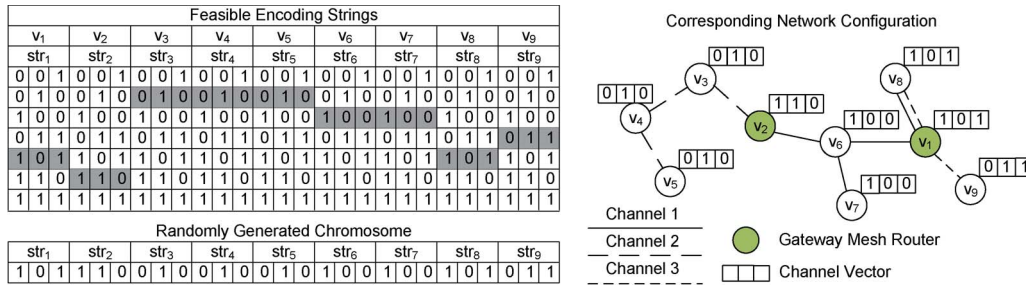 Feasible Encoding Strings
v1 v2 v3 v4 v5 v6 v7 v8 v9
str1 str2 str3 str4 str5 str6 str7 str8 str9
0 0 1 0 0 1 0 0 1 0 0 1 0 0 1 0 0 1 0 0 1 0 0 1 0 0 1
0 1 0 0 1 0 0 1 0 0 1 0 0 1 0 0 1 0 0 1 0 0 1 0 0 1 0
1 0 0 1 0 0 1 0 0 1 0 0 1 0 0 1 0 0 1 0 0 1 0 0 1 0 0
0 1 1 0 1 1 0 1 1 0 1 1 0 1 1 0 1 1 0 1 1 0 1 1 0 1 1
1 0 1 1 0 1 1 0 1 1 0 1 1 0 1 1 0 1 1 0 1 1 0 1 1 0 1
1 1 0 1 1 0 1 1 0 1 1 0 1 1 0 1 1 0 1 1 0 1 1 0 1 1 0
1 1 1 1 1 1 1 1 1 1 1 1 1 1 1 1 1 1 1 1 1 1 1 1 1 1 1
Randomly Generated Chromosome
str1 str2 str3 str4 str5 str6 str7 str8 str9
1 0 1 1 1 0 0 1 0 0 1 0 0 1 0 1 0 0 1 0 0 1 0 1 0 1 1
Corresponding Network Configuration
v3 0 1 0
v8 1 0 1
v4 0 1 0
v2 1 1 0
v6 1 0 0
v1 1 0 1
v5 0 1 0
v7 1 0 0
v9 0 1 1
Channel 1
Channel 2
Channel 3
Gateway Mesh Router
Channel Vector